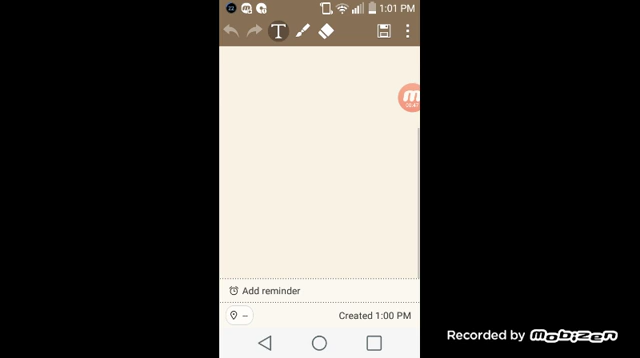 1:01 PM
T
Add reminder
– Created 1:00 PM
Recorded by mobizen